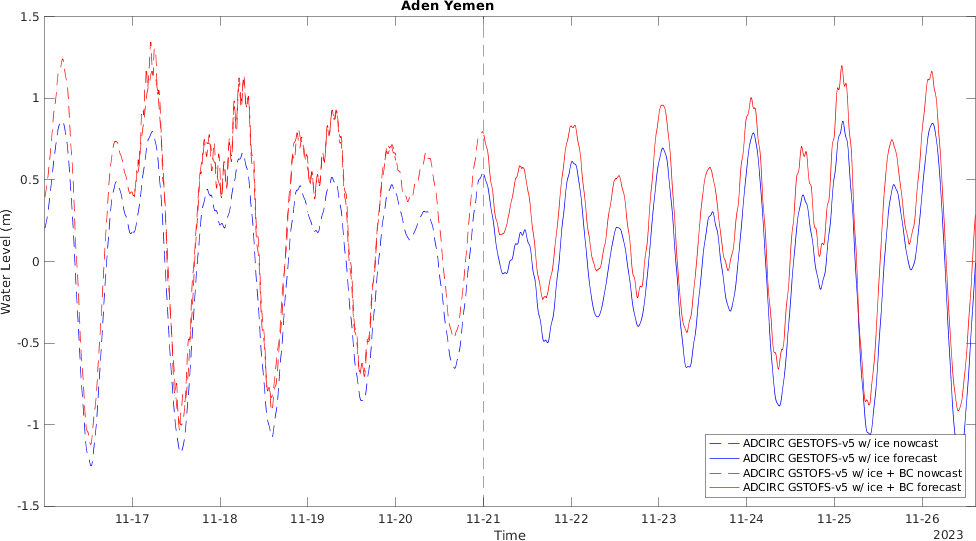 Aden Yemen
1.5
1
0.5
0
-0.5
-1
-1.5
Water Level (m)
11-17 11-18 11-19 11-20 11-21 11-22 11-23 11-24 11-25 11-26
Time
2023
ADCIRC GESTOFS-v5 w/ ice nowcast
ADCIRC GESTOFS-v5 w/ ice forecast
ADCIRC GSTOFS-v5 w/ ice + BC nowcast
ADCIRC GSTOFS-v5 w/ ice + BC forecast